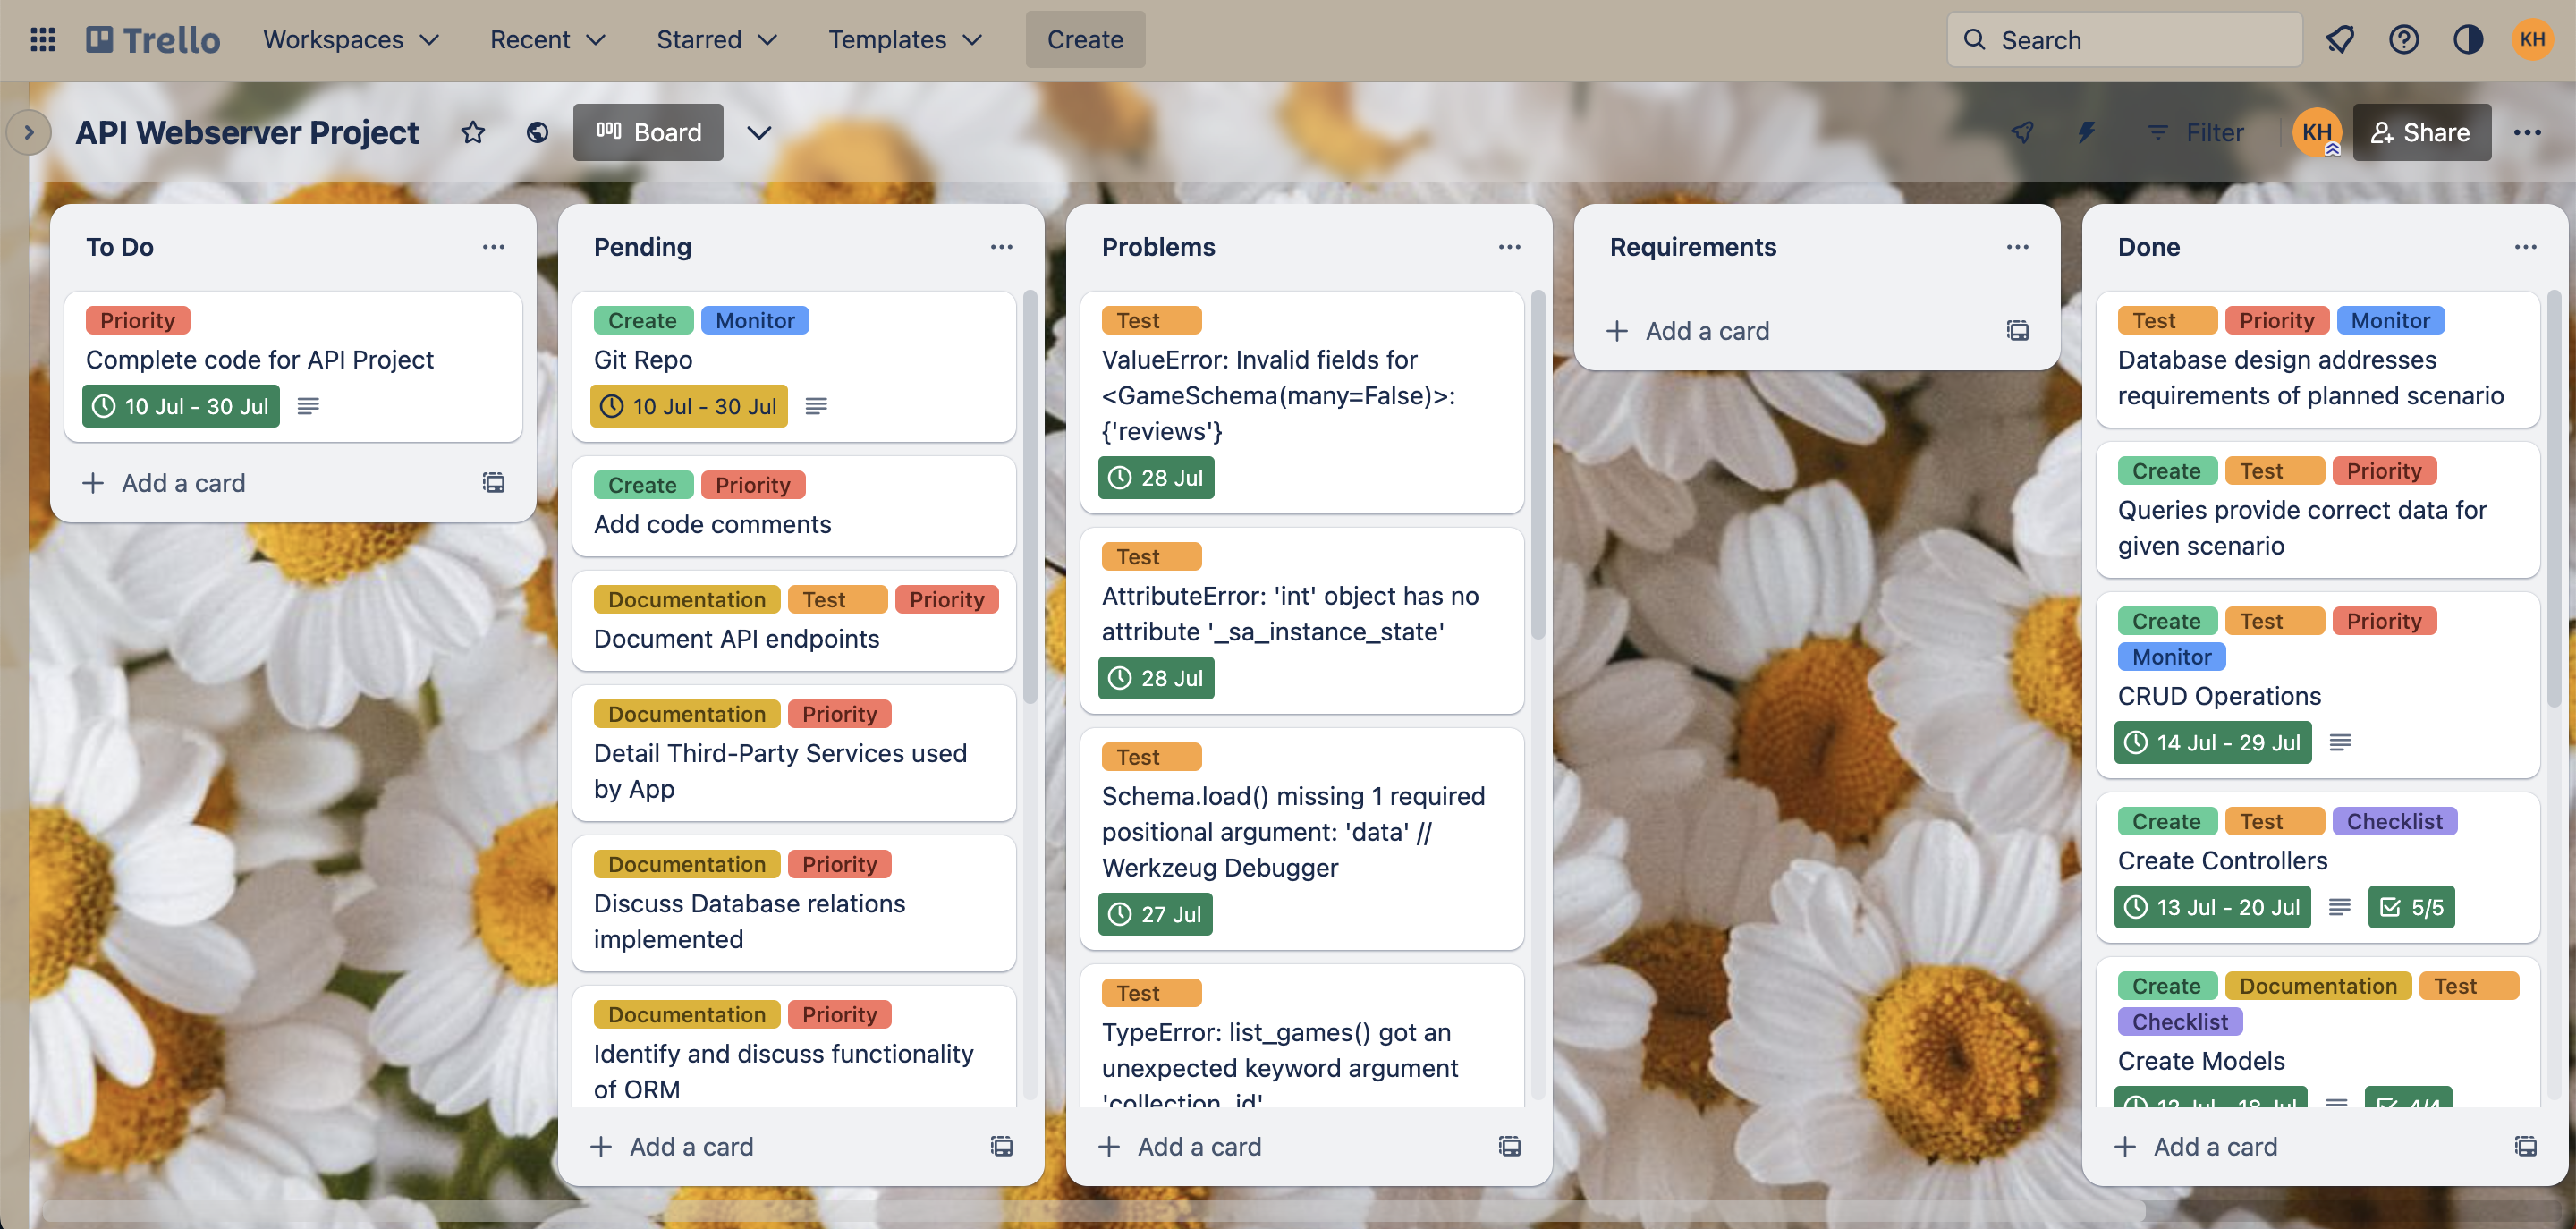 Trello
Workspaces
Recent
Starred
Templates
Create
Search
KH
API Webserver Project
Board
Filter
KH
Share
To Do
Priority
Complete code for API Project
10 Jul - 30 Jul
Add a card
Pending
Create Monitor
Git Repo
10 Jul - 30 Jul
Create Priority
Add code comments
Documentation Test Priority
Document API endpoints
Documentation Priority
Detail Third-Party Services used
by App
Documentation Priority
Discuss Database relations
implemented
Documentation Priority
Identify and discuss functionality
of ORM
Add a card
Problems
Test
ValueError: Invalid fields for
<GameSchema(many=False)>:
{'reviews'}
28 Jul
Test
AttributeError: 'int' object has no
attribute '_sa_instance_state'
28 Jul
Test
Schema.load() missing 1 required
positional argument: 'data' //
Werkzeug Debugger
27 Jul
Test
TypeError: list_games() got an
unexpected keyword argument
'collection_id'
Add a card
Requirements
Add a card
Done
Test Priority Monitor
Database design addresses
requirements of planned scenario
Create Test Priority
Queries provide correct data for
given scenario
Create Test Priority
Monitor
CRUD Operations
14 Jul - 29 Jul
Create Test Checklist
Create Controllers
13 Jul - 20 Jul 5/5
Create Documentation Test
Checklist
Create Models
12 Jul - 18 Jul 4/4
Add a card